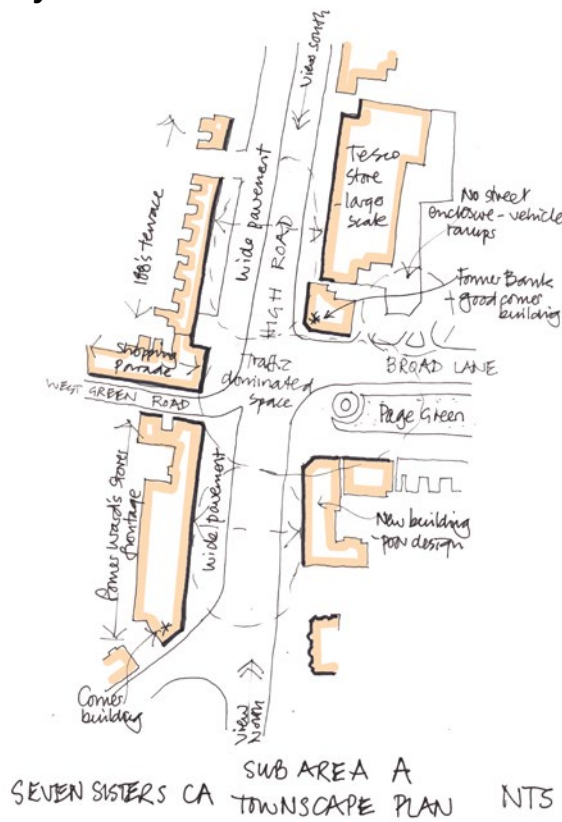 View south
Tesco
store
-large
scale
No street
enclosure - vehicle
ramps
Former Bank
+ good corner
building
wide pavement
HIGH ROAD
188's terrace
Shopping
Parade
Traffic
dominated
space
BROAD LANE
WEST GREEN ROAD
Page Green
Former Ward's stores
frontage
wide pavement
New building
-poor design
Corner
building
View
North
SUB AREA A
SEVEN SISTERS CA TOWNSCAPE PLAN NTS